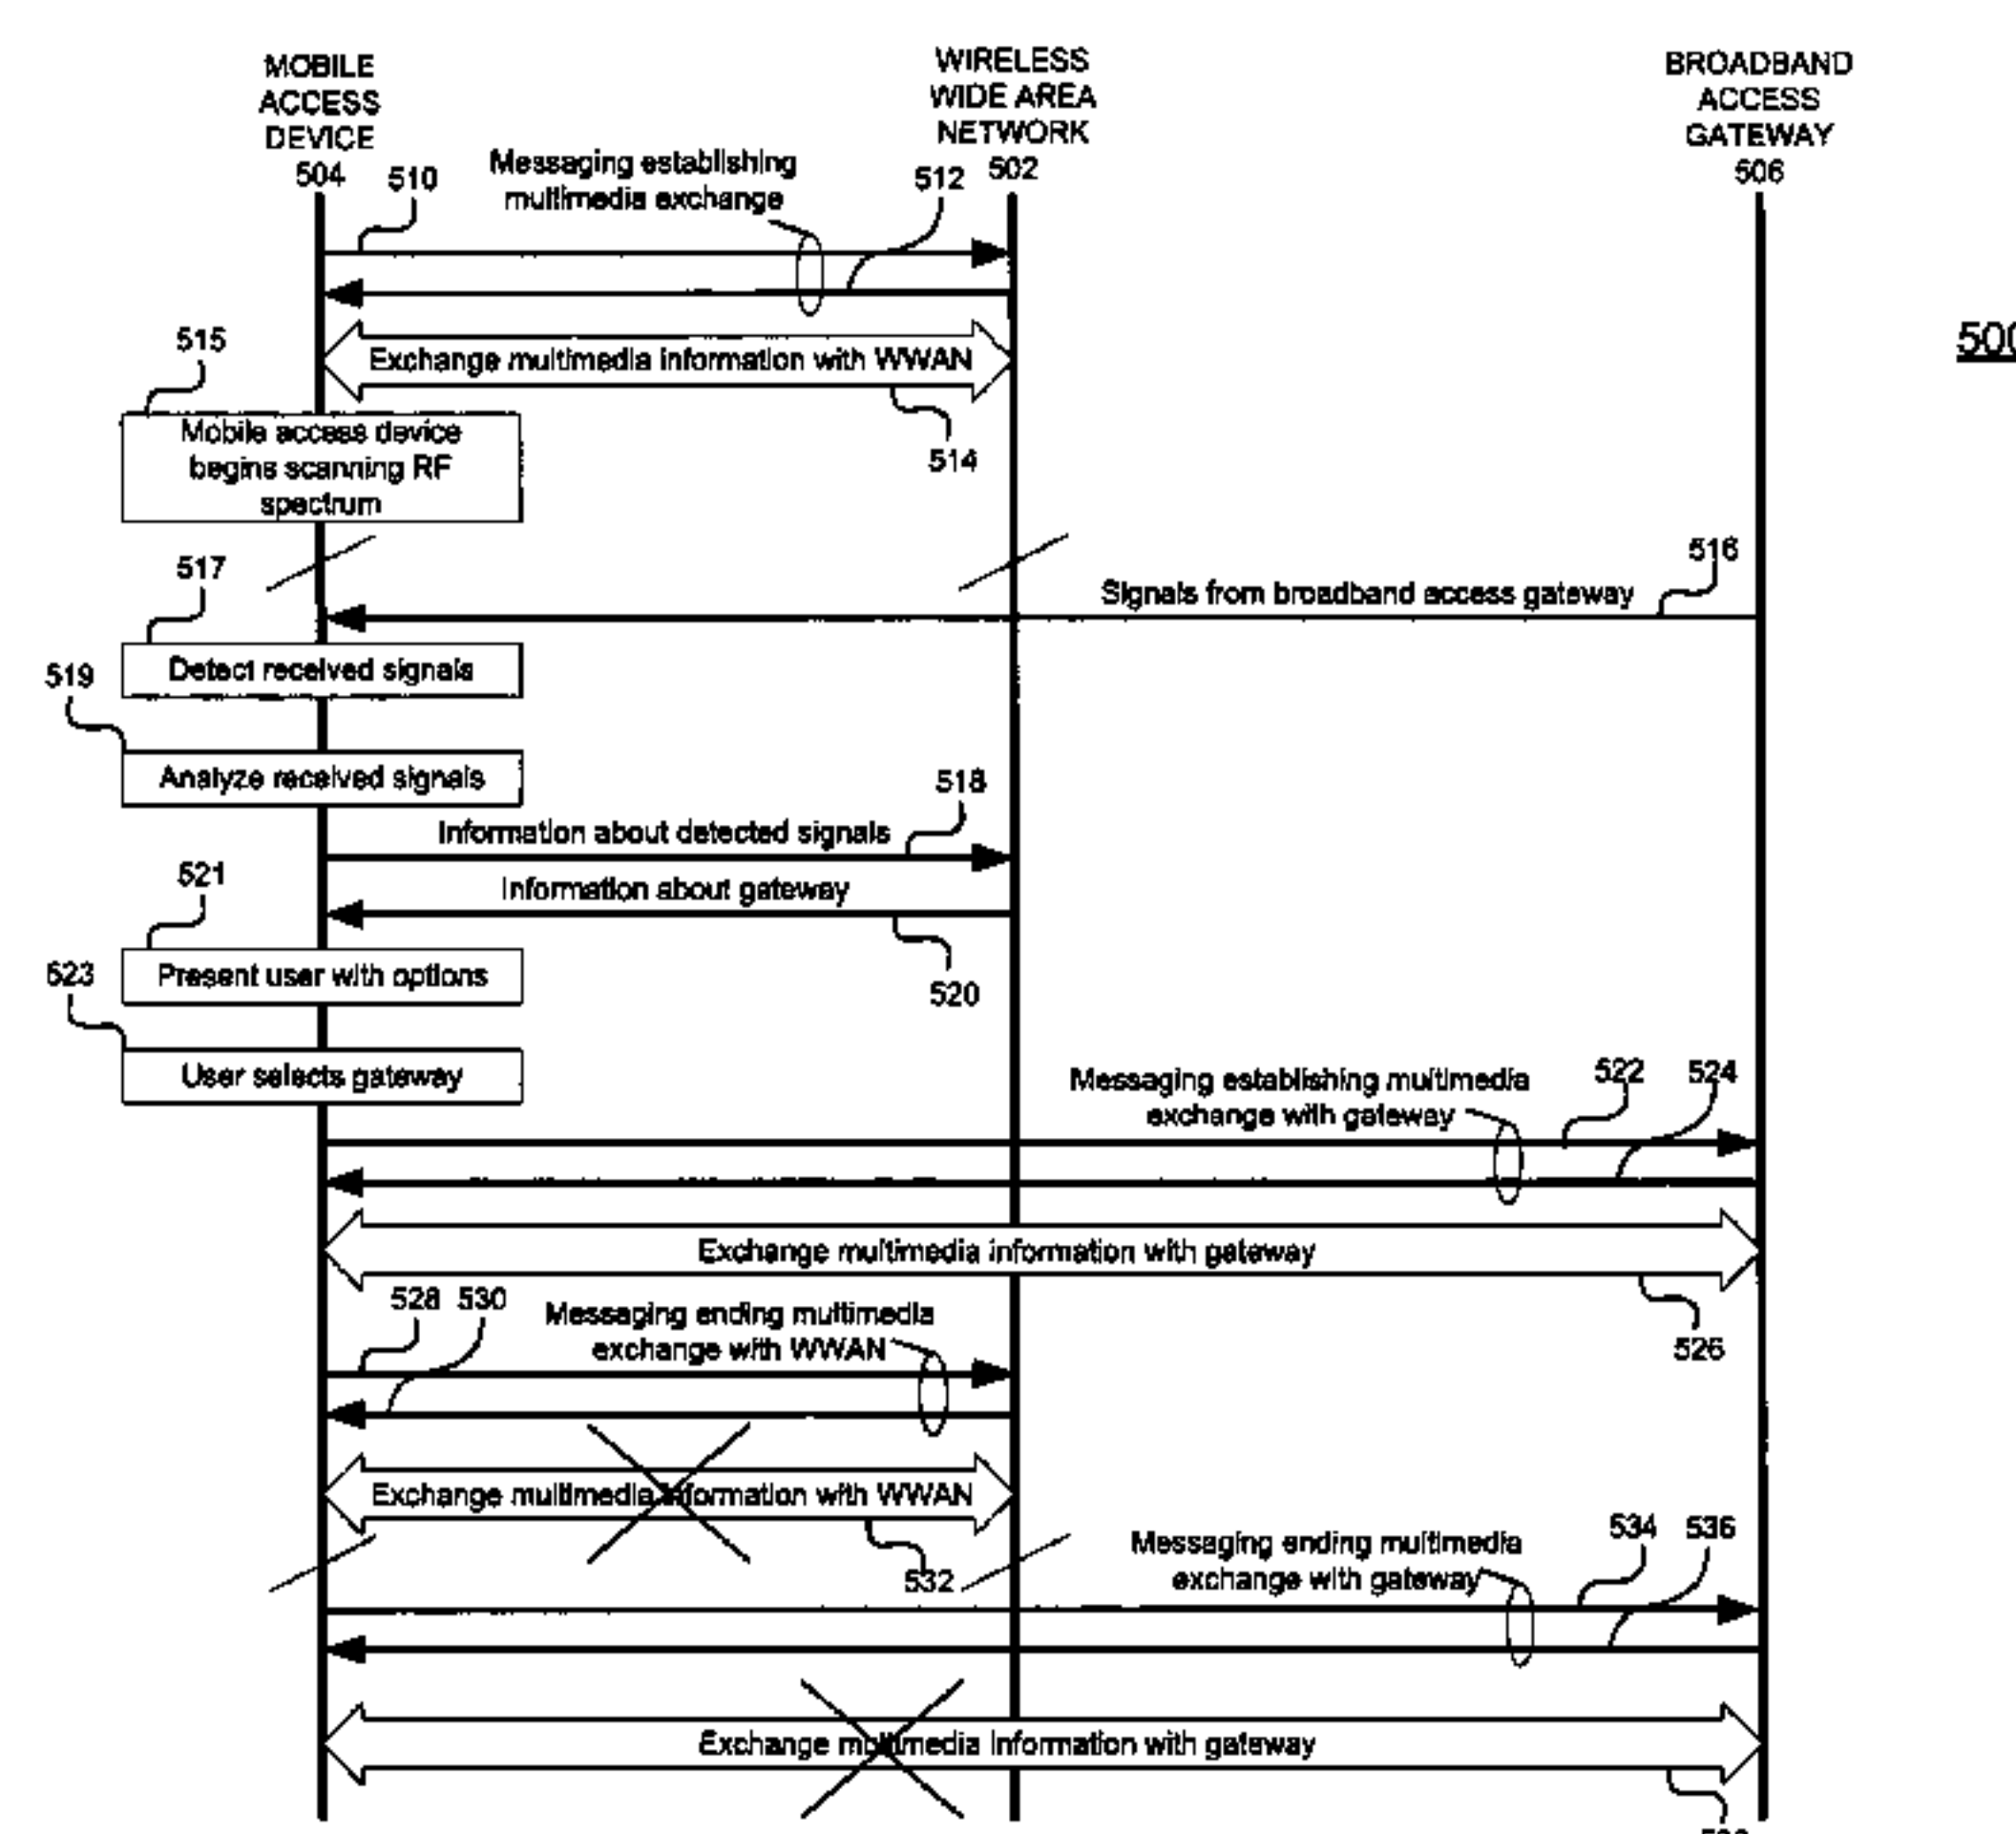 MOBILE
ACCESS
DEVICE
504
WIRELESS
WIDE AREA
NETWORK
502
BROADBAND
ACCESS
GATEWAY
506
510
Messaging establishing
multimedia exchange
512
500
Exchange multimedia information with WWAN
514
515
Mobile access device
begins scanning RF
spectrum
516
Signals from broadband access gateway
517
Detect received signals
519
Analyze received signals
518
Information about detected signals
521
Information about gateway
520
Present user with options
523
User selects gateway
Messaging establishing multimedia
exchange with gateway
522
524
Exchange multimedia information with gateway
526
528
530
Messaging ending multimedia
exchange with WWAN
Exchange multimedia information with WWAN
532
Messaging ending multimedia
exchange with gateway
534
536
Exchange multimedia information with gateway